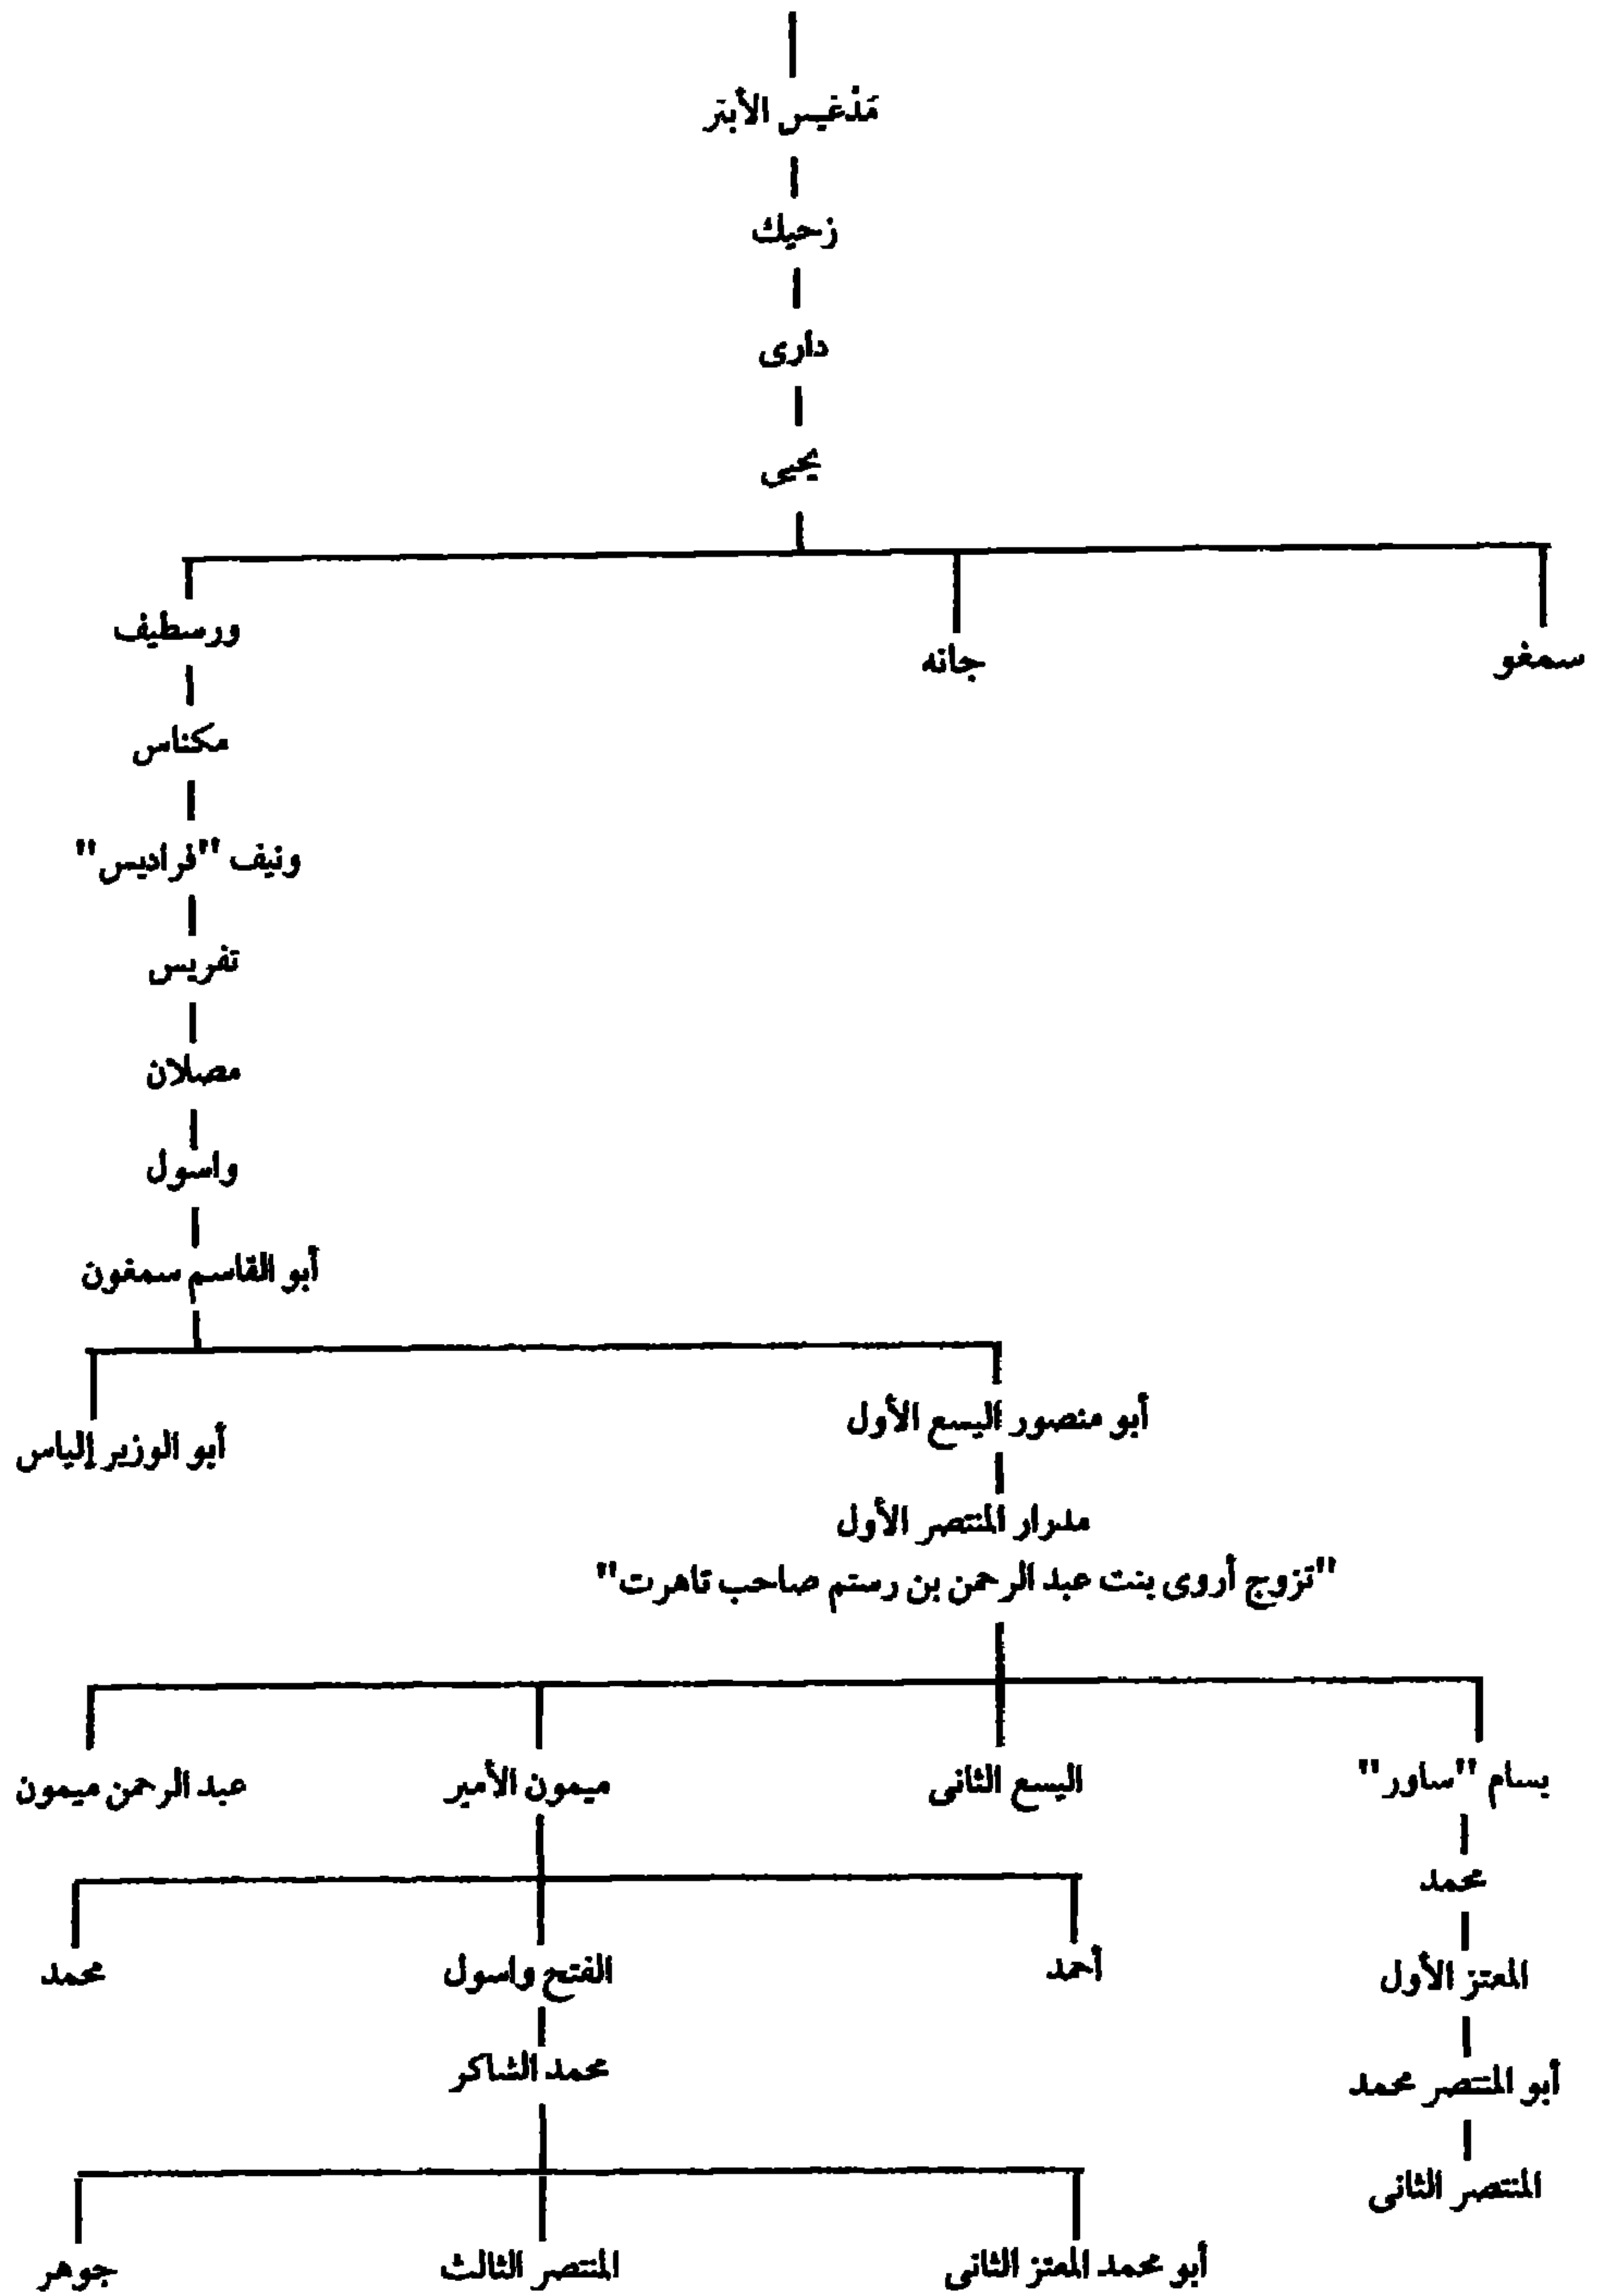 مَذغيس الأبتر
زحيك
دارى
يحيى
سمغو
جانه
ورسطيف
مكناس
ونيف "فراديس"
تفريس
مصلان
واسول
أبو القاسم سمغون
أبو منصور اليسع الأول
أبو الوزير إلياس
مدرار المنتصر الأول
"تزوج أروى بنت عبد الرحمن بن رستم صاحب تاهرت"
بسام "ساور"
اليسع الثانى
ميمون الأمير
عبد الرحمن ميمون
محمد
أحمد
الفتح واسول
محمد
المعتز الأول
محمد الشاكر
أبو المنتصر محمد
المنتصر الثانى
أبو محمد المعتز الثانى
المنتصر الثالث
جوهر